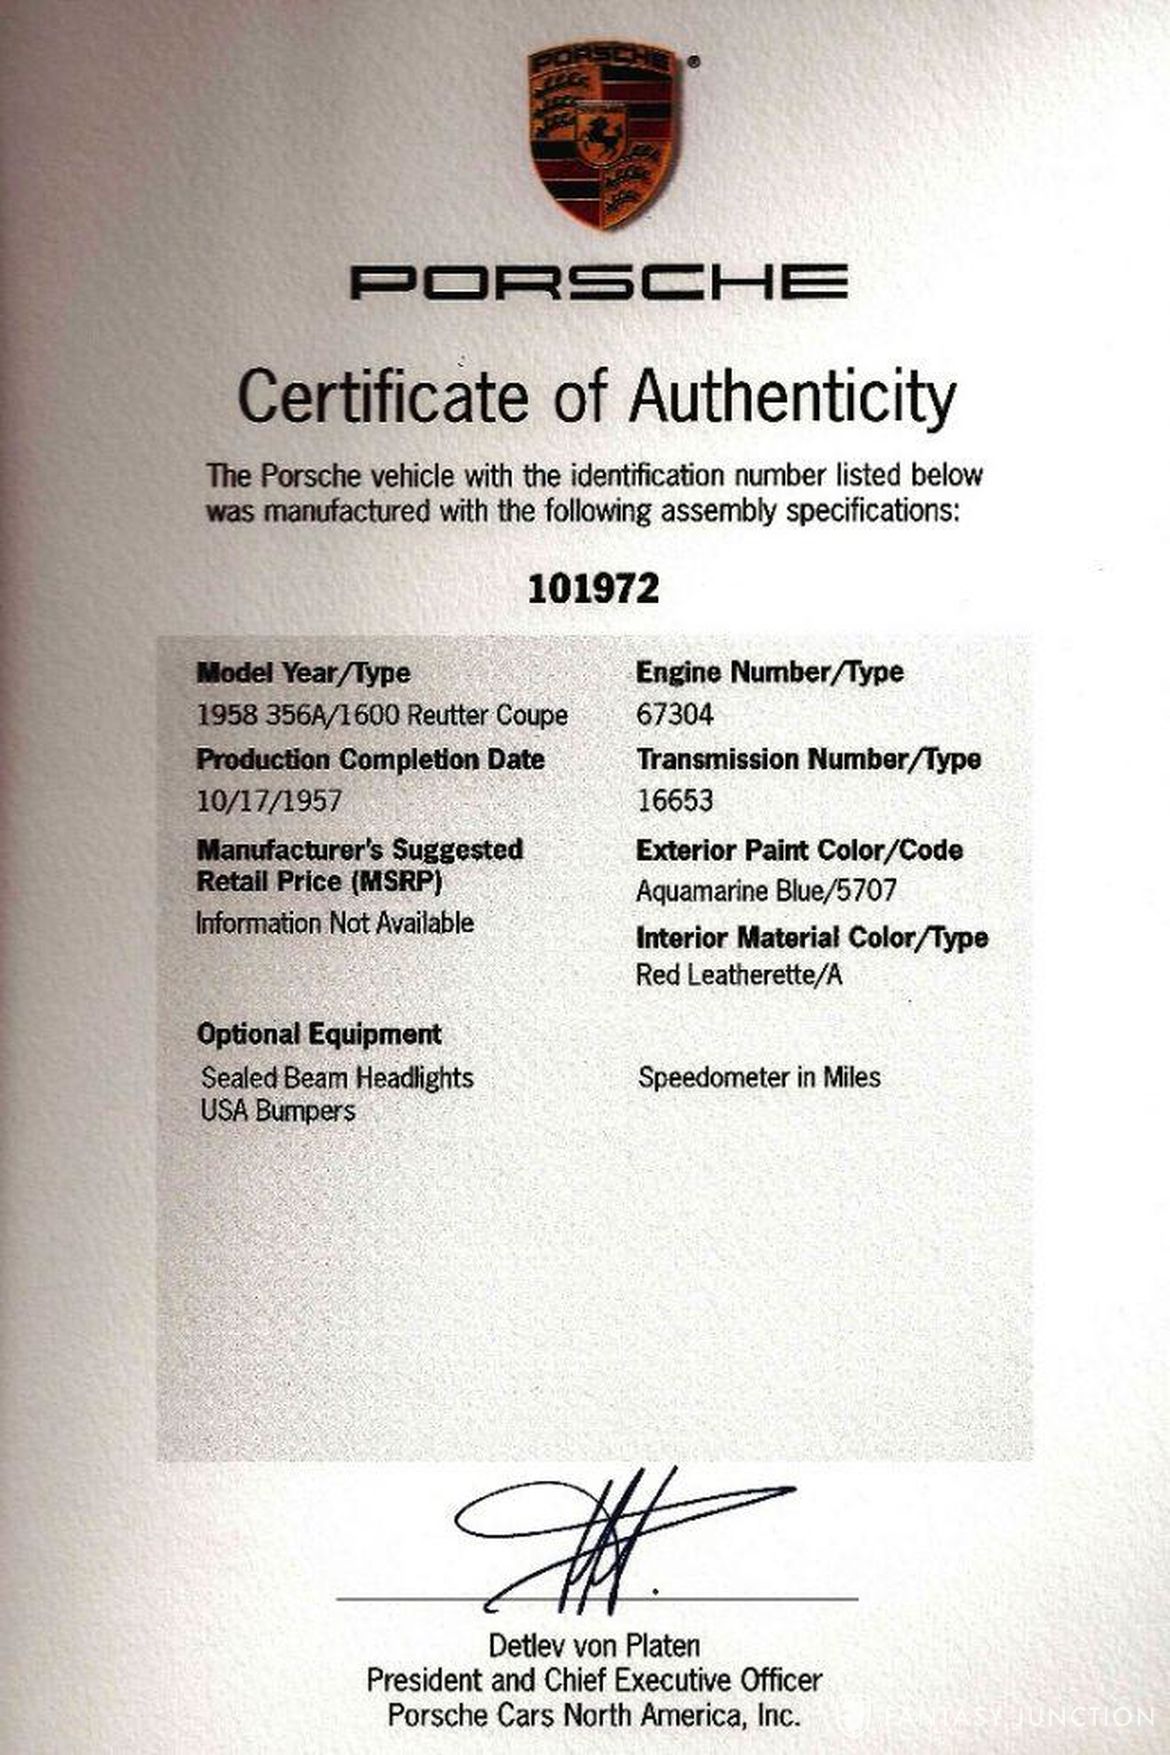 PORSCHE
®
PORSCHE
Certificate of Authenticity
The Porsche vehicle with the identification number listed below
was manufactured with the following assembly specifications:
101972
Model Year/Type
1958 356A/1600 Reutter Coupe
Production Completion Date
10/17/1957
Manufacturer's Suggested
Retail Price (MSRP)
Information Not Available
Engine Number/Type
67304
Transmission Number/Type
16653
Exterior Paint Color/Code
Aquamarine Blue/5707
Interior Material Color/Type
Red Leatherette/A
Optional Equipment
Sealed Beam Headlights
USA Bumpers
Speedometer in Miles
Detlev von Platen
President and Chief Executive Officer
Porsche Cars North America, Inc.
FANTASY JUNCTION